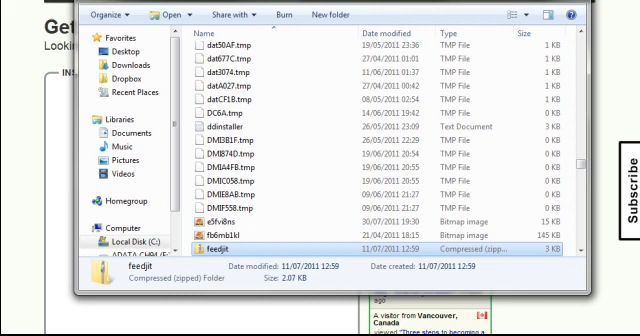 Get
Lookin
INS
Organize
Open
Share with
Burn
New folder
Favorites
Desktop
Downloads
Dropbox
Recent Places
Libraries
Documents
Music
Pictures
Videos
Homegroup
Computer
Local Disk (C:)
Name Date modified Type Size
dat50AF.tmp 19/05/2011 23:36 TMP File 1 KB
dat677C.tmp 27/04/2011 01:01 TMP File 1 KB
dat3074.tmp 11/06/2011 01:37 TMP File 1 KB
datA027.tmp 27/04/2011 00:42 TMP File 1 KB
datCF1B.tmp 08/05/2011 02:54 TMP File 1 KB
DC6A.tmp 14/06/2011 19:42 TMP File 0 KB
ddinstaller 26/05/2011 23:09 Text Document 3 KB
DMI3B1F.tmp 26/05/2011 22:29 TMP File 0 KB
DMI874D.tmp 19/06/2011 20:54 TMP File 0 KB
DMIA4FB.tmp 19/06/2011 20:55 TMP File 0 KB
DMIC058.tmp 19/06/2011 20:55 TMP File 0 KB
DMIE8AB.tmp 09/06/2011 21:27 TMP File 0 KB
DMIF558.tmp 09/06/2011 21:27 TMP File 0 KB
e5fvi8ns 30/07/2011 19:30 Bitmap image 15 KB
fb6mb1kl 21/04/2011 18:15 Bitmap image 145 KB
feedjit 11/07/2011 12:59 Compressed (zipp... 3 KB
feedjit Date modified: 11/07/2011 12:59 Date created: 11/07/2011 12:59
Compressed (zipped) Folder Size: 2.07 KB
Subscribe
ago
A visitor from Vancouver,
Canada
viewed "Three steps to becoming a